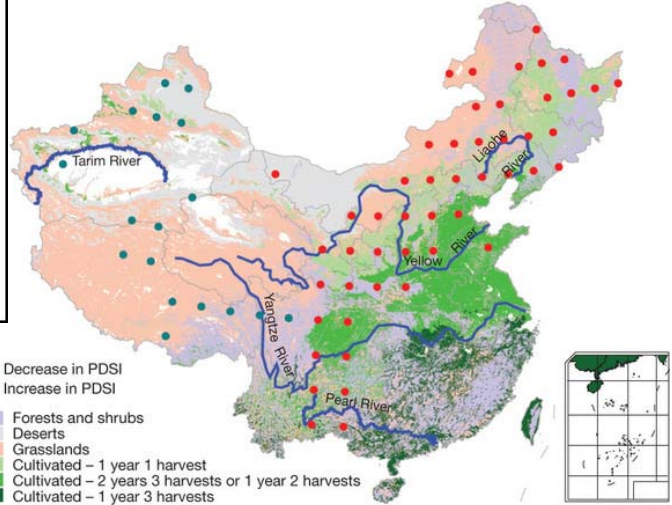 Tarim River
Liaohe
River
Yellow
River
Yangtze
River
Pearl River
Decrease in PDSI
Increase in PDSI
Forests and shrubs
Deserts
Grasslands
Cultivated – 1 year 1 harvest
Cultivated – 2 years 3 harvests or 1 year 2 harvests
Cultivated – 1 year 3 harvests